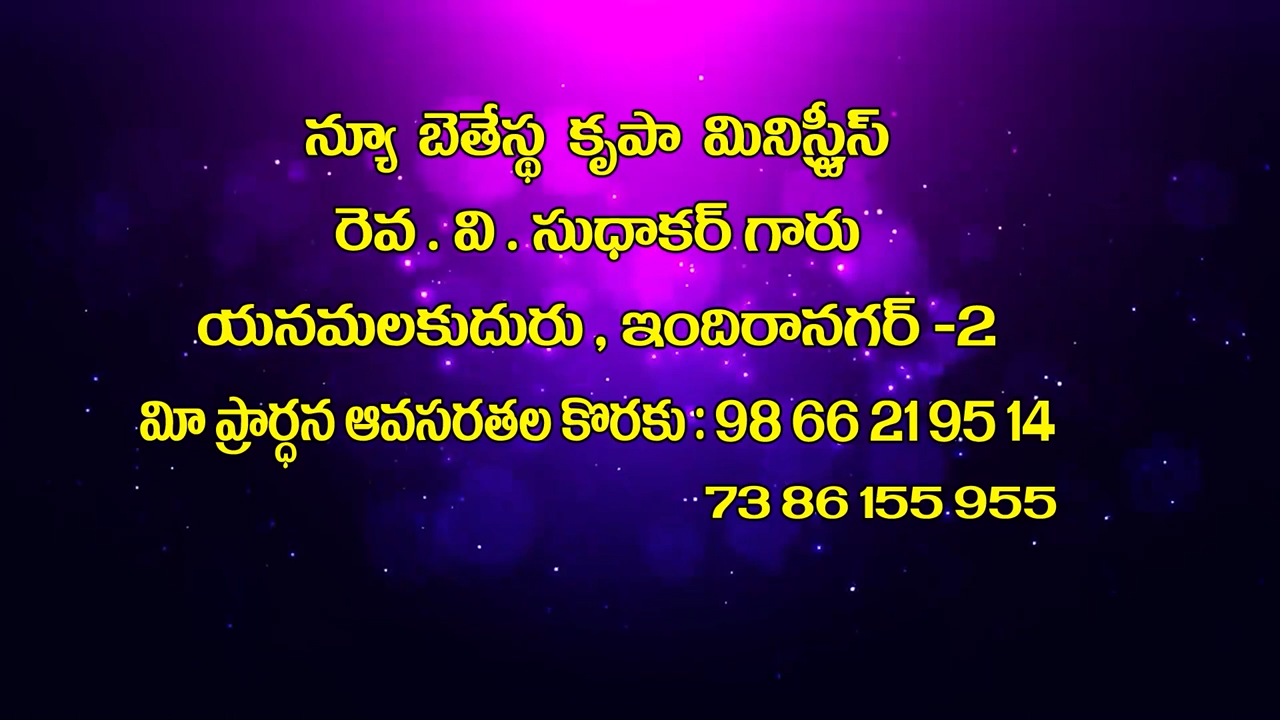 న్యూ బెతేస్థ కృపా మినిస్ట్రీస్
రెవ . వి . సుధాకర్ గారు
యనమలకుదురు , ఇందిరానగర్ -2
మీ ప్రార్ధన ఆవసరతల కొరకు : 98 66 21 95 14
73 86 155 955